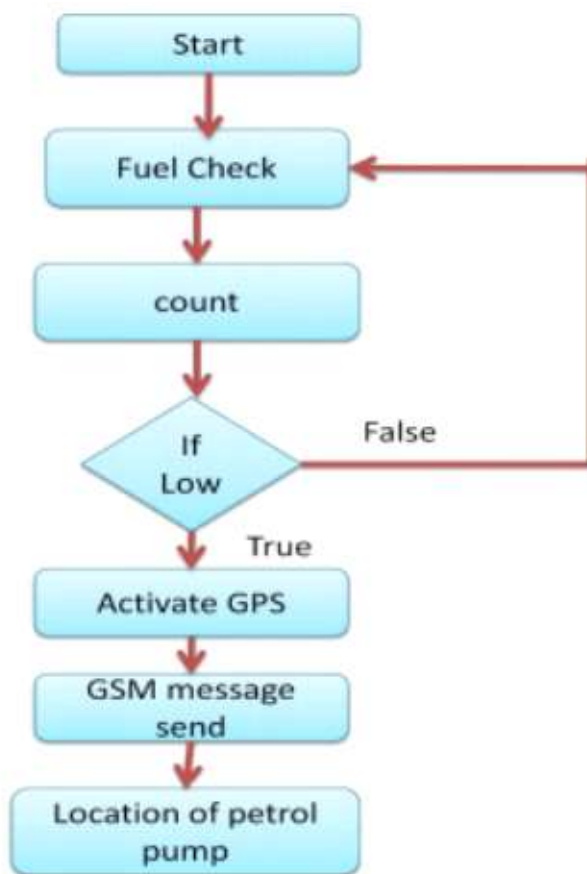 Start
Fuel Check
count
If
Low
False
True
Activate GPS
GSM message
send
Location of petrol
pump